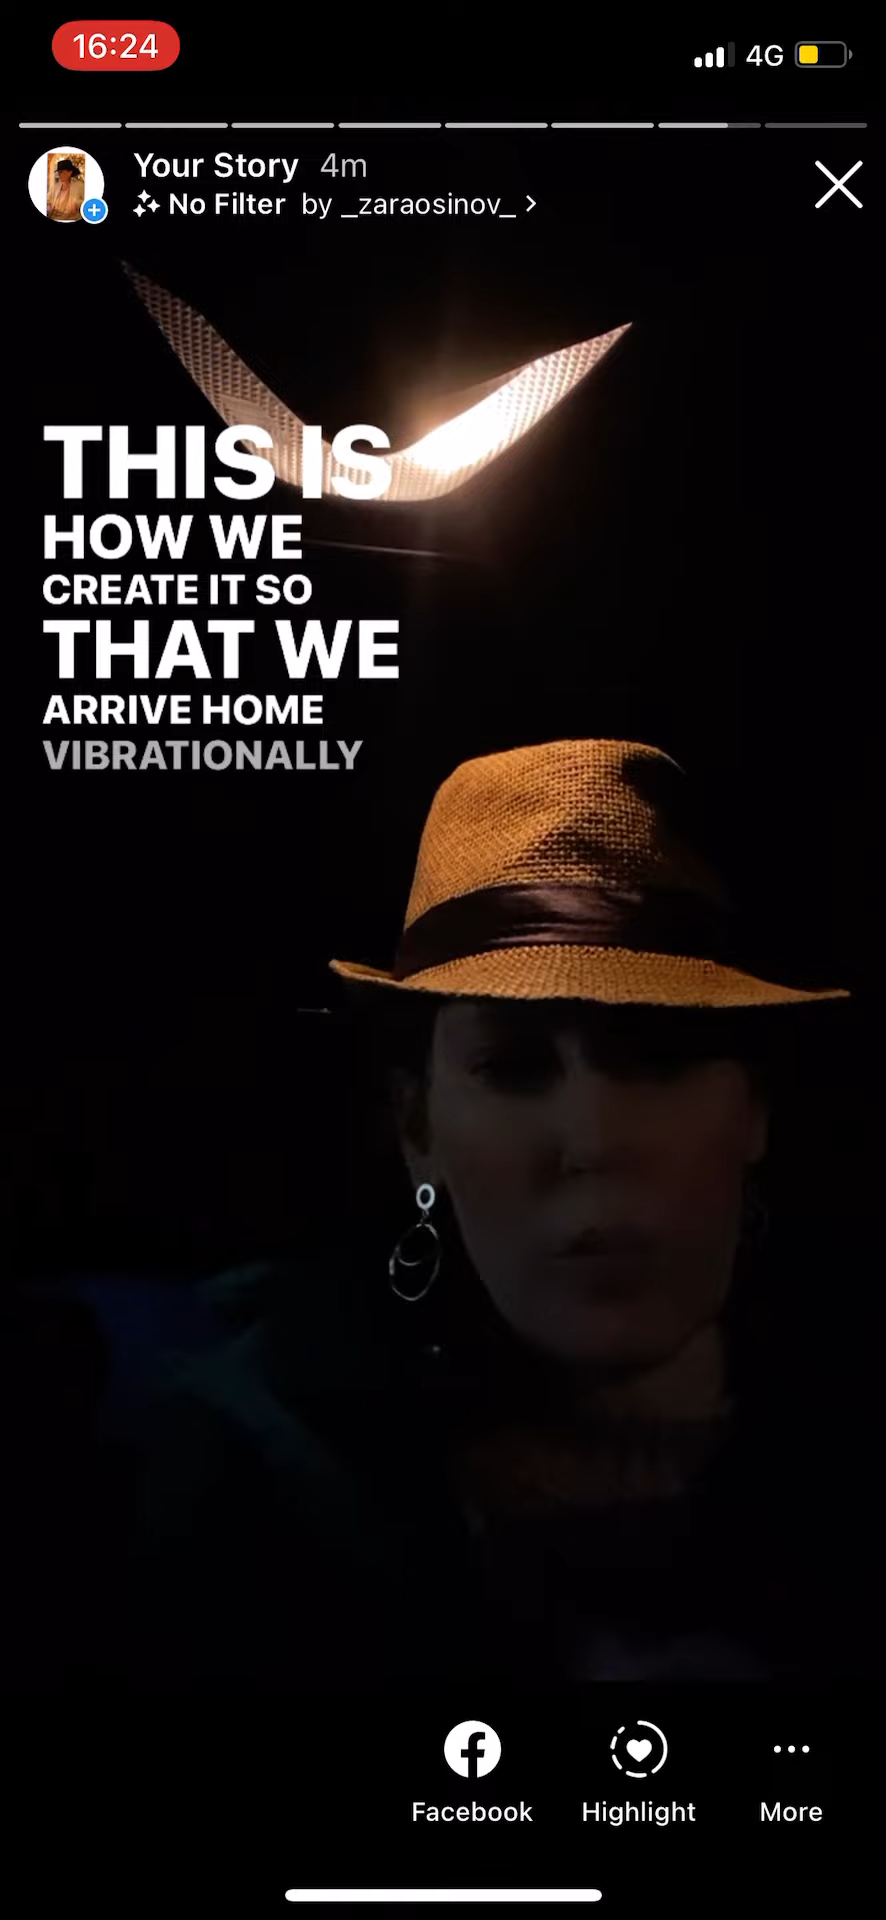 16:24
4G
Your Story 4m
No Filter by _zaraosinov_
THIS IS
HOW WE
CREATE IT SO
THAT WE
ARRIVE HOME
VIBRATIONALLY
Facebook Highlight More